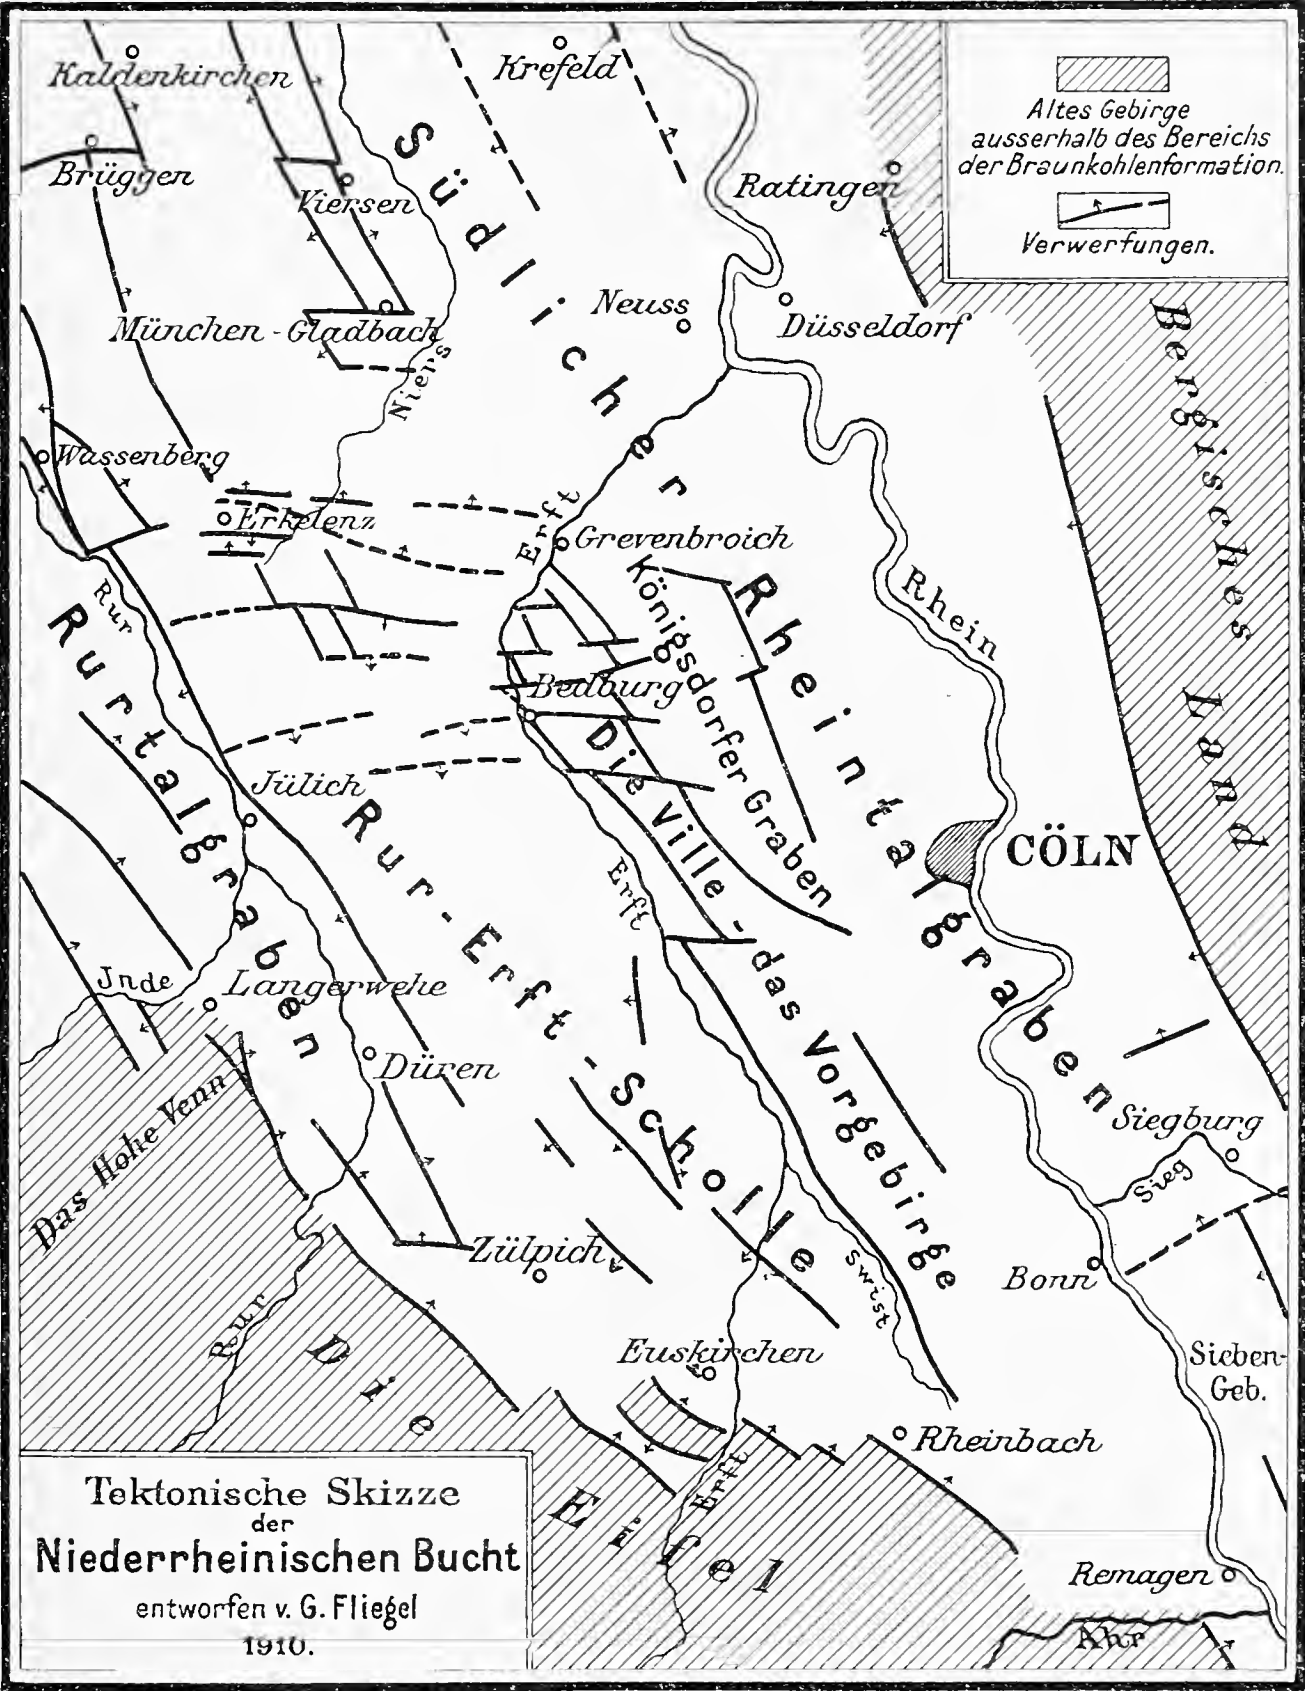 Kaldenkirchen
Krefeld
Altes Gebirge
ausserhalb des Bereichs
der Braunkohlenformation.
Verwerfungen.
Brüggen
Viersen
Ratingen
Südlicher Rheintalgraben
Neuss
Düsseldorf
München-Gladbach
Niers
Bergisches Land
Wassenberg
Erkelenz
Erft
Grevenbroich
Rhein
Rur
Rurtalgraben
Königsdorfer Graben
Bedburg
Die Ville - das Vorgebirge
Jülich
Rur-Erft-Scholle
CÖLN
Erft
Jnde
Langerwehe
Düren
Das Hohe Venn
Siegburg
Sieg
Zülpich
Bonn
Swist
Rur
Euskirchen
Sieben-
Geb.
Die Eifel
Rheinbach
Erft
Remagen
Ahr
Tektonische Skizze
der
Niederrheinischen Bucht
entworfen v. G. Fliegel
1910.